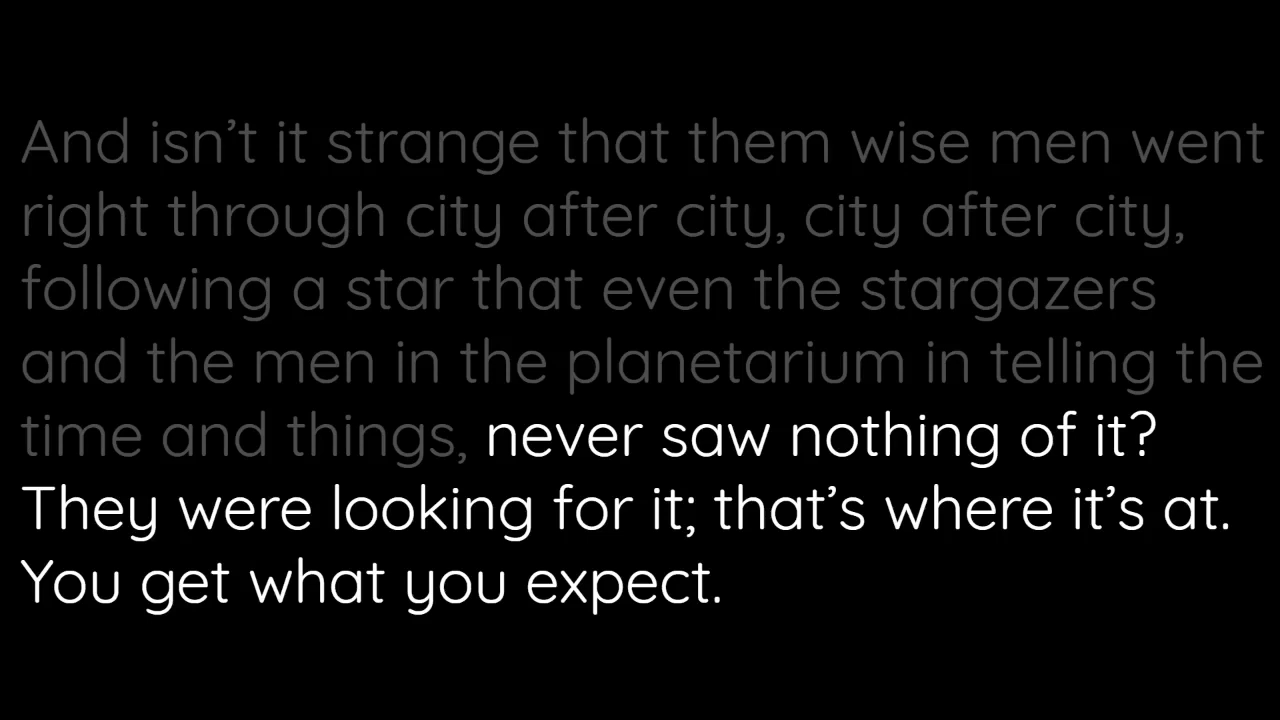 And isn’t it strange that them wise men went
right through city after city, city after city,
following a star that even the stargazers
and the men in the planetarium in telling the
time and things, never saw nothing of it?
They were looking for it; that’s where it’s at.
You get what you expect.